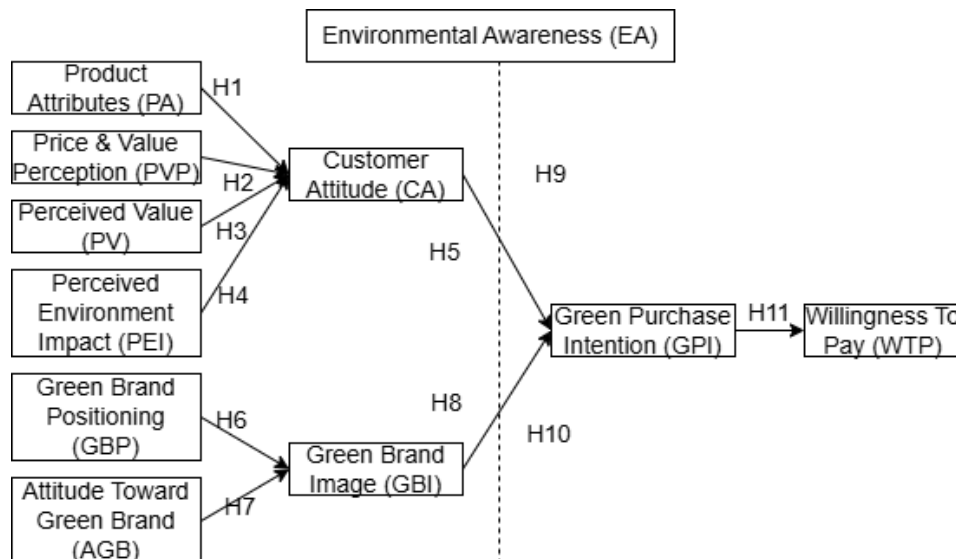 Environmental Awareness (EA)
Product
Attributes (PA)
H1
Price & Value
Perception (PVP)
H2
Customer
Attitude (CA)
H9
Perceived Value
(PV)
H3
H5
Perceived
Environment
Impact (PEI)
H4
Green Purchase
Intention (GPI)
H11
Willingness To
Pay (WTP)
Green Brand
Positioning
(GBP)
H6
H8
H10
Green Brand
Image (GBI)
Attitude Toward
Green Brand
(AGB)
H7